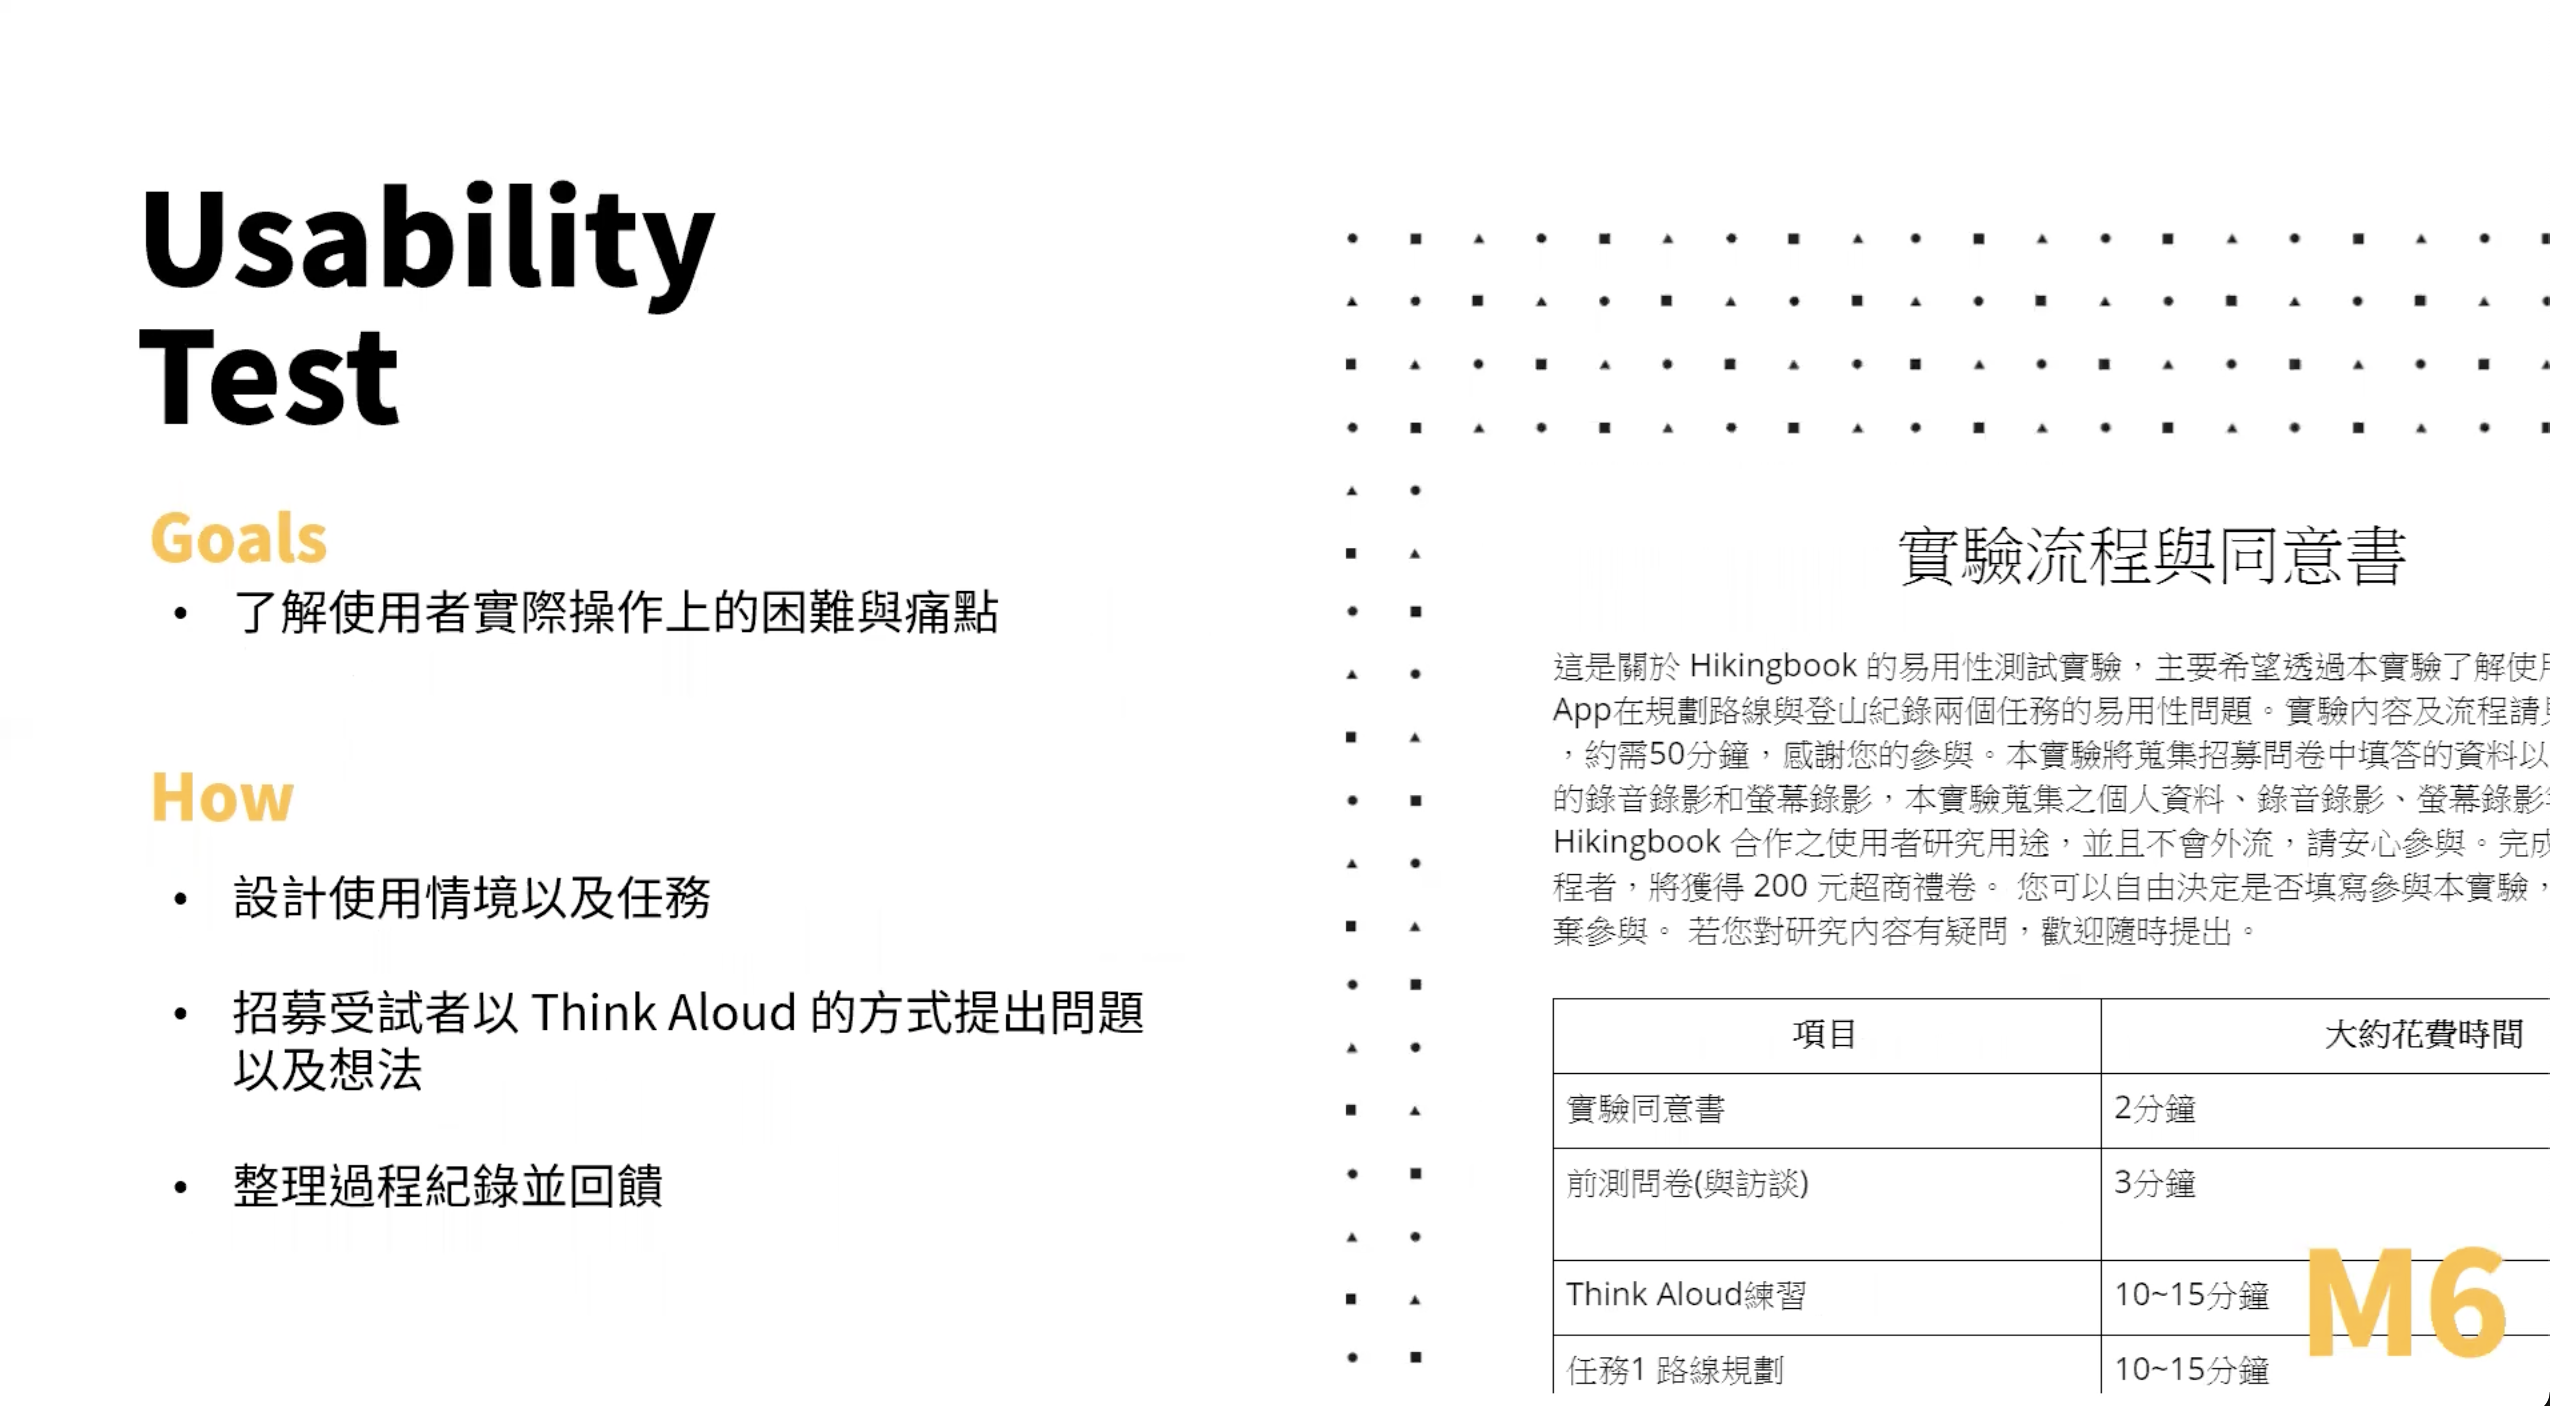 Usability
Test
Goals
• 了解使用者實際操作上的困難與痛點
How
• 設計使用情境以及任務
• 招募受試者以 Think Aloud 的方式提出問題
以及想法
• 整理過程紀錄並回饋
實驗流程與同意書
這是關於 Hikingbook 的易用性測試實驗，主要希望透過本實驗了解使
App在規劃路線與登山紀錄兩個任務的易用性問題。實驗內容及流程請
，約需50分鐘，感謝您的參與。本實驗將蒐集招募問卷中填答的資料以
的錄音錄影和螢幕錄影，本實驗蒐集之個人資料、錄音錄影、螢幕錄影
Hikingbook 合作之使用者研究用途，並且不會外流，請安心參與。完
程者，將獲得 200 元超商禮卷。 您可以自由決定是否填寫參與本實驗，
棄參與。 若您對研究內容有疑問，歡迎隨時提出。
項目 大約花費時間
實驗同意書 2分鐘
前測問卷(與訪談) 3分鐘
Think Aloud練習 10~15分鐘
任務1 路線規劃 10~15分鐘
M6